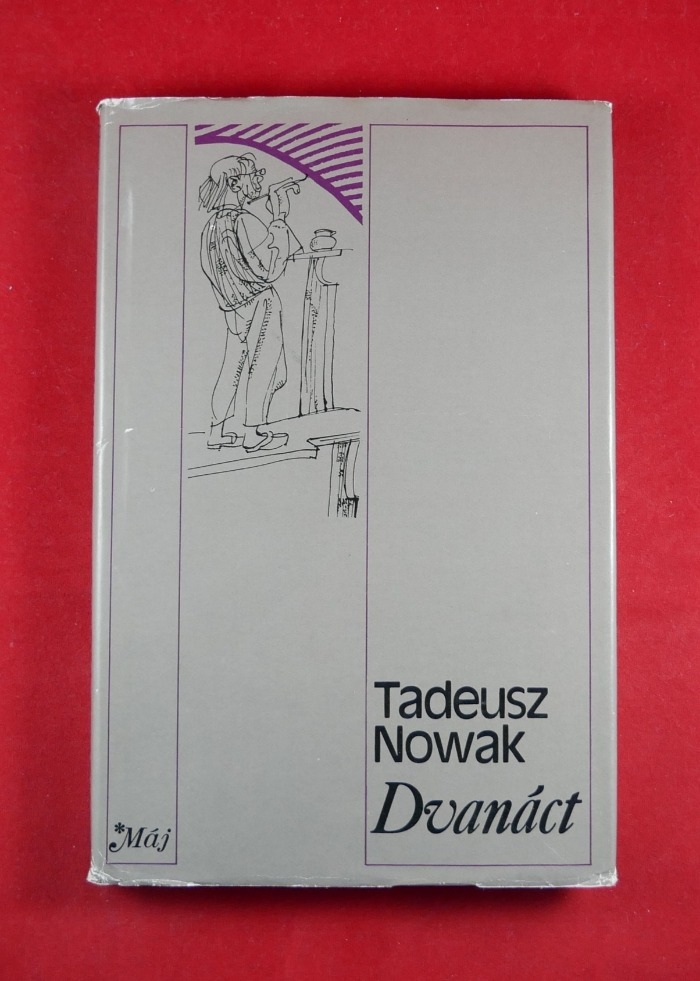 Tadeusz
Nowak
Dvanáct
*Máj